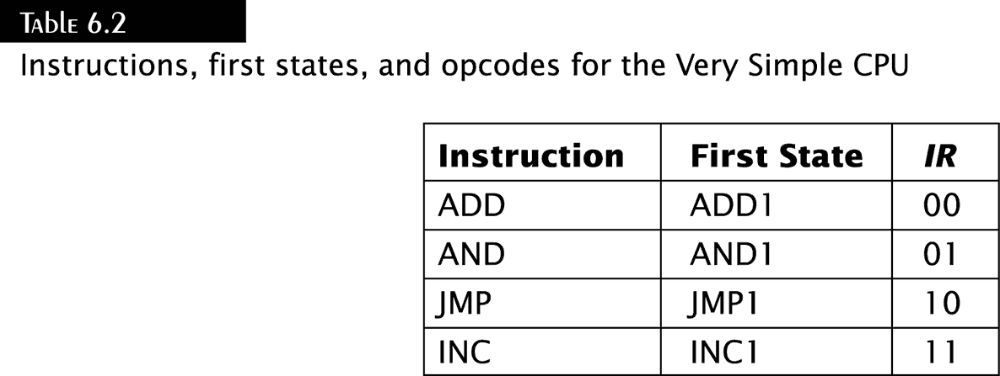 Table 6.2
Instructions, first states, and opcodes for the Very Simple CPU
Instruction First State IR
ADD ADD1 00
AND AND1 01
JMP JMP1 10
INC INC1 11